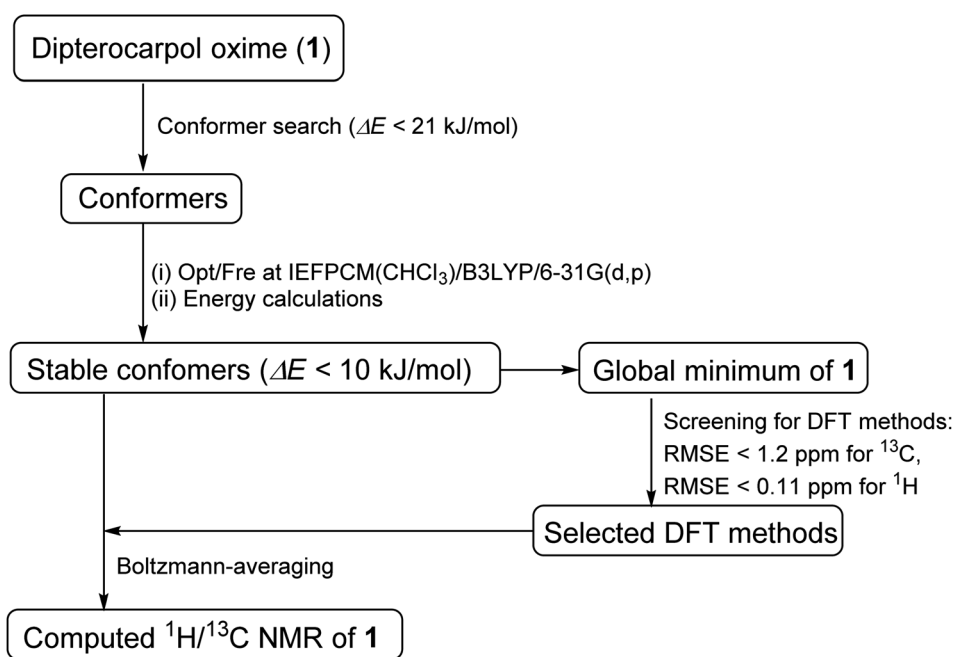 Dipterocarpol oxime (1)
Conformer search (ΔE < 21 kJ/mol)
Conformers
(i) Opt/Fre at IEFPCM(CHCl₃)/B3LYP/6-31G(d,p)
(ii) Energy calculations
Stable confomers (ΔE < 10 kJ/mol)
Global minimum of 1
Screening for DFT methods:
RMSE < 1.2 ppm for ¹³C,
RMSE < 0.11 ppm for ¹H
Selected DFT methods
Boltzmann-averaging
Computed ¹H/¹³C NMR of 1